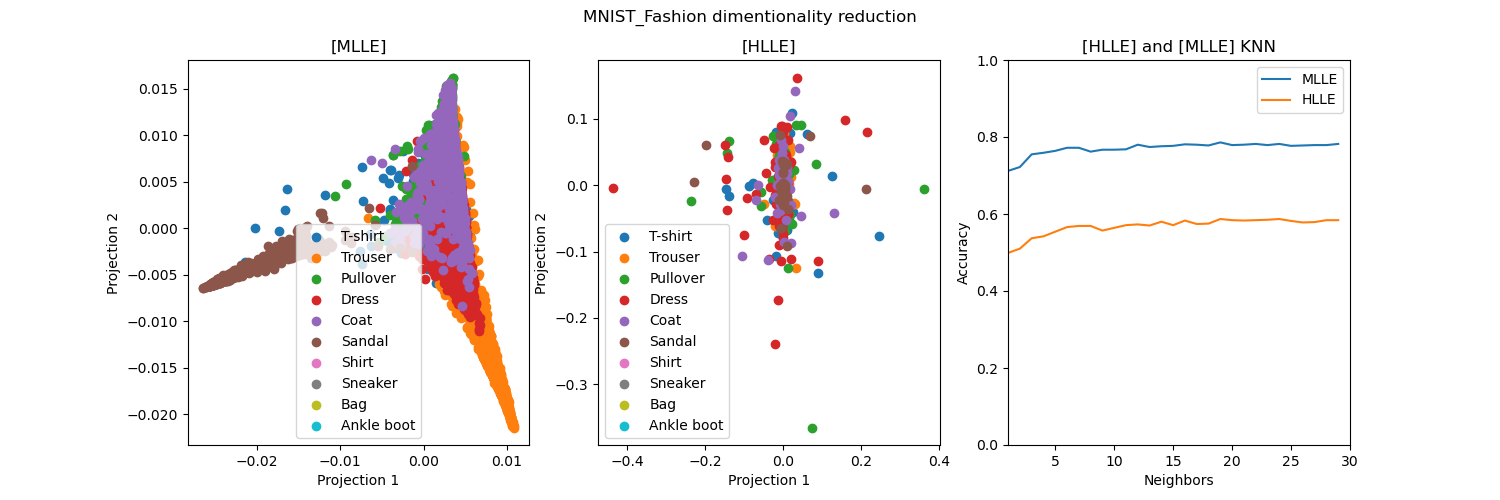 MNIST_Fashion dimentionality reduction
[MLLE]
Projection 2
0.015
0.010
0.005
0.000
−0.005
−0.010
−0.015
−0.020
T-shirt
Trouser
Pullover
Dress
Coat
Sandal
Shirt
Sneaker
Bag
Ankle boot
−0.02
−0.01
0.00
0.01
Projection 1
[HLLE]
Projection 2
0.1
0.0
−0.1
−0.2
−0.3
T-shirt
Trouser
Pullover
Dress
Coat
Sandal
Shirt
Sneaker
Bag
Ankle boot
−0.4
−0.2
0.0
0.2
0.4
Projection 1
[HLLE] and [MLLE] KNN
Accuracy
1.0
0.8
0.6
0.4
0.2
0.0
MLLE
HLLE
5
10
15
20
25
30
Neighbors